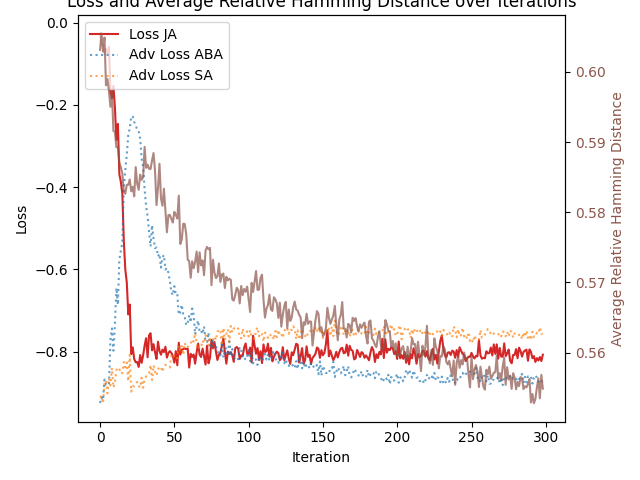 Loss and Average Relative Hamming Distance over Iterations
Loss JA
Adv Loss ABA
Adv Loss SA
0.0
−0.2
−0.4
−0.6
−0.8
Loss
0.60
0.59
0.58
0.57
0.56
Average Relative Hamming Distance
0
50
100
150
200
250
300
Iteration